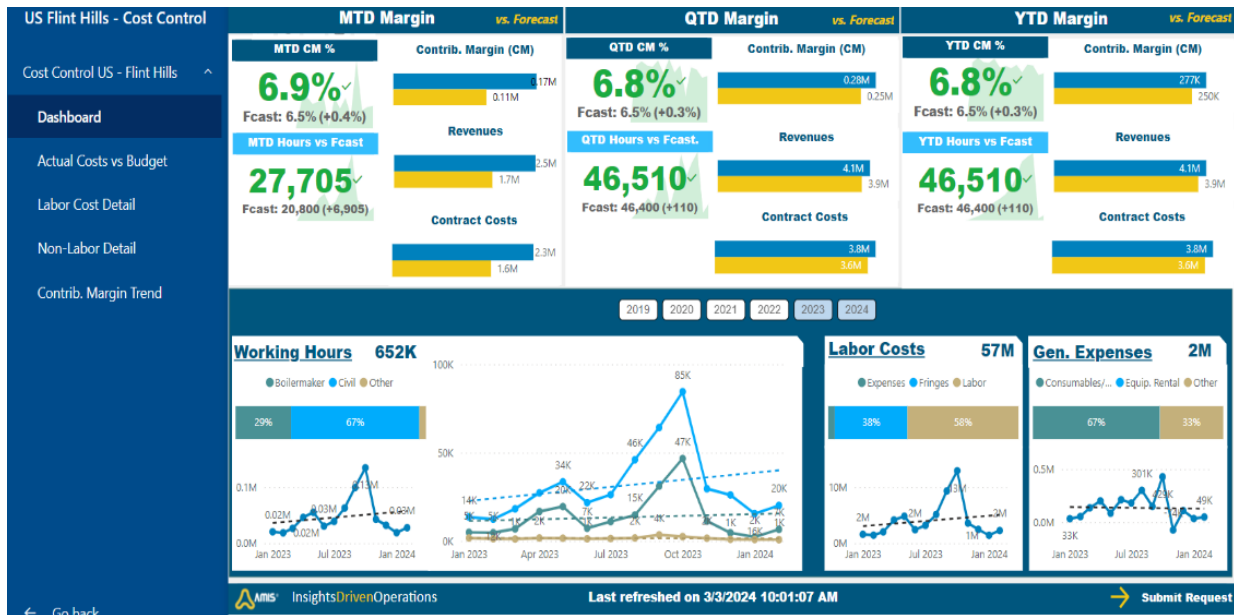 US Flint Hills - Cost Control
Cost Control US - Flint Hills
Dashboard
Actual Costs vs Budget
Labor Cost Detail
Non-Labor Detail
Contrib. Margin Trend
Go back
MTD Margin vs. Forecast
MTD CM %
6.9%
Fcast: 6.5% (+0.4%)
MTD Hours vs Fcast
27,705
Fcast: 20,800 (+6,905)
Contrib. Margin (CM)
0.17M
0.11M
Revenues
2.5M
1.7M
Contract Costs
2.3M
1.6M
QTD Margin vs. Forecast
QTD CM %
6.8%
Fcast: 6.5% (+0.3%)
QTD Hours vs Fcast.
46,510
Fcast: 46,400 (+110)
Contrib. Margin (CM)
0.28M
0.25M
Revenues
4.1M
3.9M
Contract Costs
3.8M
3.6M
YTD Margin vs. Forecast
YTD CM %
6.8%
Fcast: 6.5% (+0.3%)
YTD Hours vs Fcast
46,510
Fcast: 46,400 (+110)
Contrib. Margin (CM)
277K
250K
Revenues
4.1M
3.9M
Contract Costs
3.8M
3.6M
2019 2020 2021 2022 2023 2024
Working Hours 652K
Boilermaker Civil Other
29% 67%
0.1M
0.02M
0.02M
0.03M
0.13M
0.03M
0.0M
Jan 2023 Jul 2023 Jan 2024
100K
85K
50K
47K
46K
34K
22K
20K
20K
14K
15K
16K
5K
5K
7K
2K
2K
4K
1K
2K
1K
0K
Jan 2023 Apr 2023 Jul 2023 Oct 2023 Jan 2024
Labor Costs 57M
Expenses Fringes Labor
38% 58%
10M
2M
2M
1M
0M
Jan 2023 Jul 2023 Jan 2024
Gen. Expenses 2M
Consumables/... Equip. Rental Other
67% 33%
0.5M
301K
49K
0.0M
33K
Jan 2023 Jul 2023 Jan 2024
AMIS InsightsDrivenOperations
Last refreshed on 3/3/2024 10:01:07 AM
Submit Request